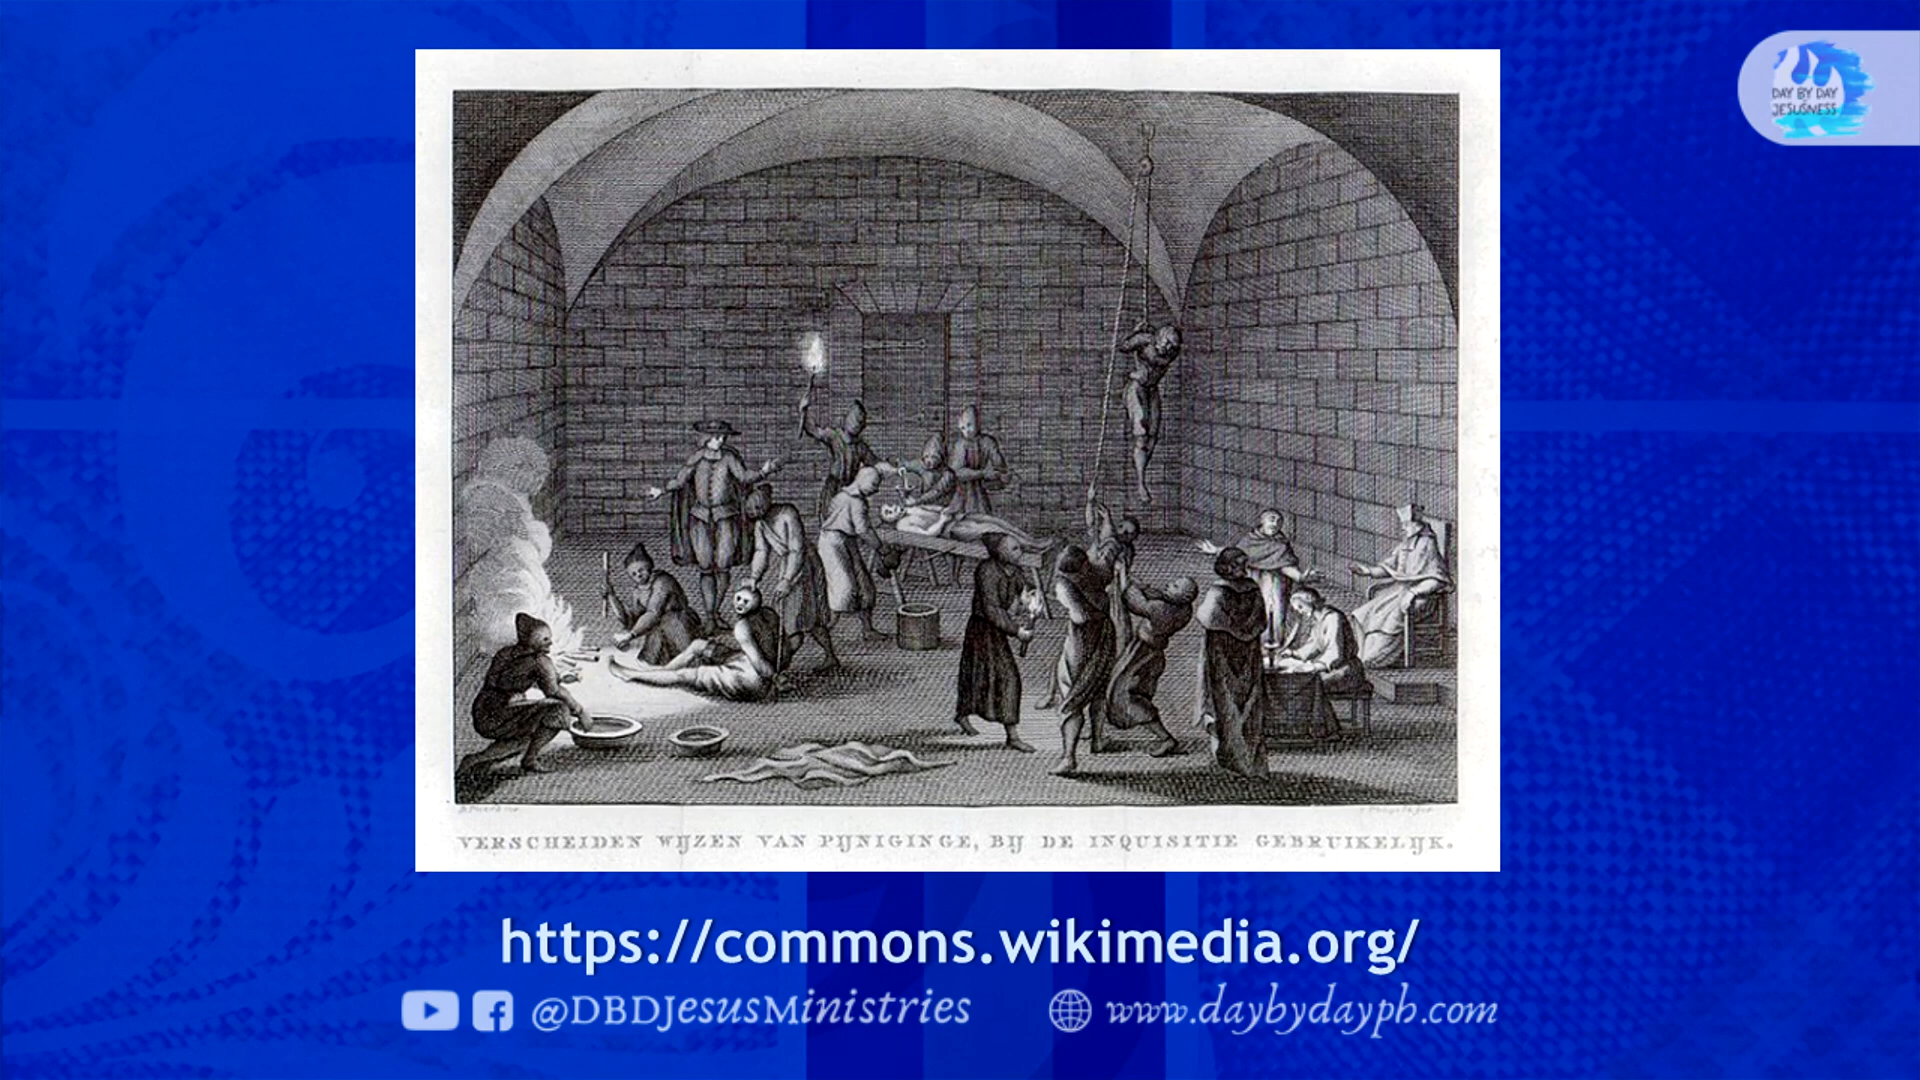 DAY BY DAY
JESUSNESS
VERSCHEIDEN WIJZEN VAN PIJNIGINGE, BIJ DE INQUISITIE GEBRUIKELIJK.
https://commons.wikimedia.org/
@DBDJesusMinistries
www.daybydayph.com